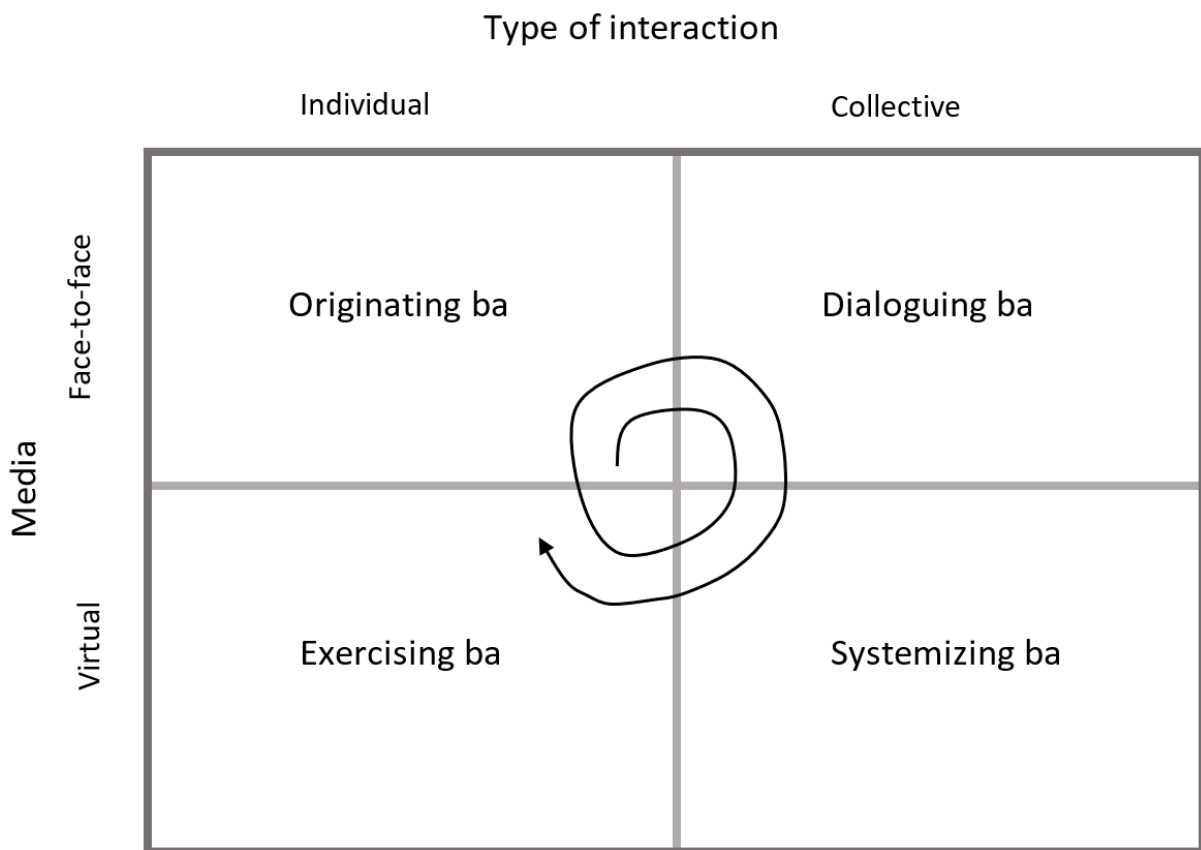 Type of interaction
Individual
Collective
Face-to-face
Originating ba
Dialoguing ba
Media
Virtual
Exercising ba
Systemizing ba